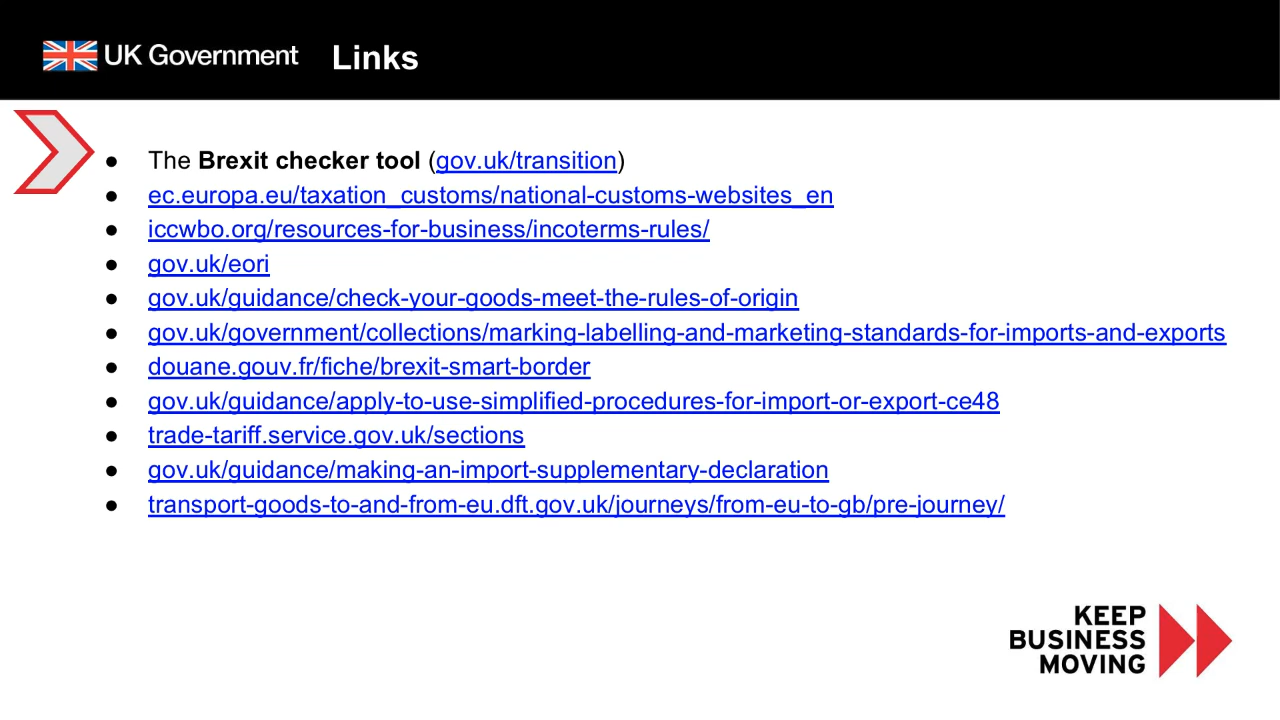 UK Government Links
● The Brexit checker tool (gov.uk/transition)
● ec.europa.eu/taxation_customs/national-customs-websites_en
● iccwbo.org/resources-for-business/incoterms-rules/
● gov.uk/eori
● gov.uk/guidance/check-your-goods-meet-the-rules-of-origin
● gov.uk/government/collections/marking-labelling-and-marketing-standards-for-imports-and-exports
● douane.gouv.fr/fiche/brexit-smart-border
● gov.uk/guidance/apply-to-use-simplified-procedures-for-import-or-export-ce48
● trade-tariff.service.gov.uk/sections
● gov.uk/guidance/making-an-import-supplementary-declaration
● transport-goods-to-and-from-eu.dft.gov.uk/journeys/from-eu-to-gb/pre-journey/
KEEP
BUSINESS
MOVING